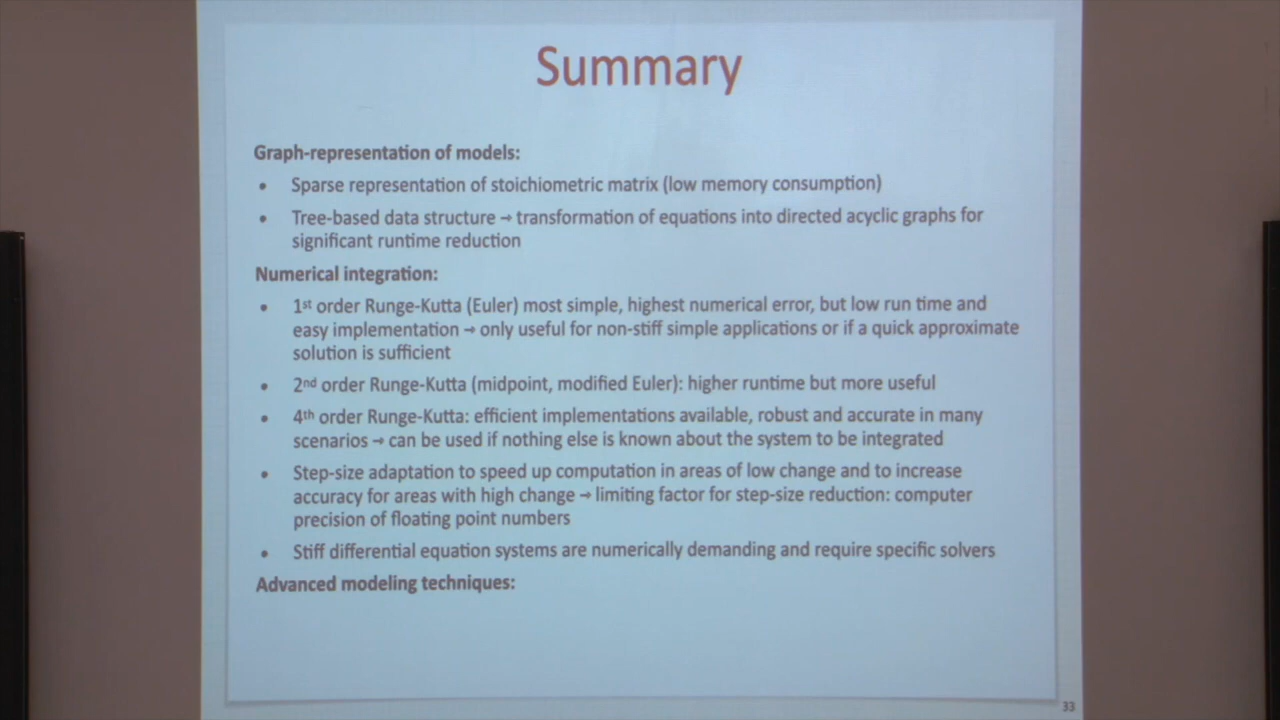 Summary
Graph-representation of models:
• Sparse representation of stoichiometric matrix (low memory consumption)
• Tree-based data structure → transformation of equations into directed acyclic graphs for
significant runtime reduction
Numerical integration:
• 1st order Runge-Kutta (Euler) most simple, highest numerical error, but low run time and
easy implementation → only useful for non-stiff simple applications or if a quick approximate
solution is sufficient
• 2nd order Runge-Kutta (midpoint, modified Euler): higher runtime but more useful
• 4th order Runge-Kutta: efficient implementations available, robust and accurate in many
scenarios → can be used if nothing else is known about the system to be integrated
• Step-size adaptation to speed up computation in areas of low change and to increase
accuracy for areas with high change → limiting factor for step-size reduction: computer
precision of floating point numbers
• Stiff differential equation systems are numerically demanding and require specific solvers
Advanced modeling techniques:
33